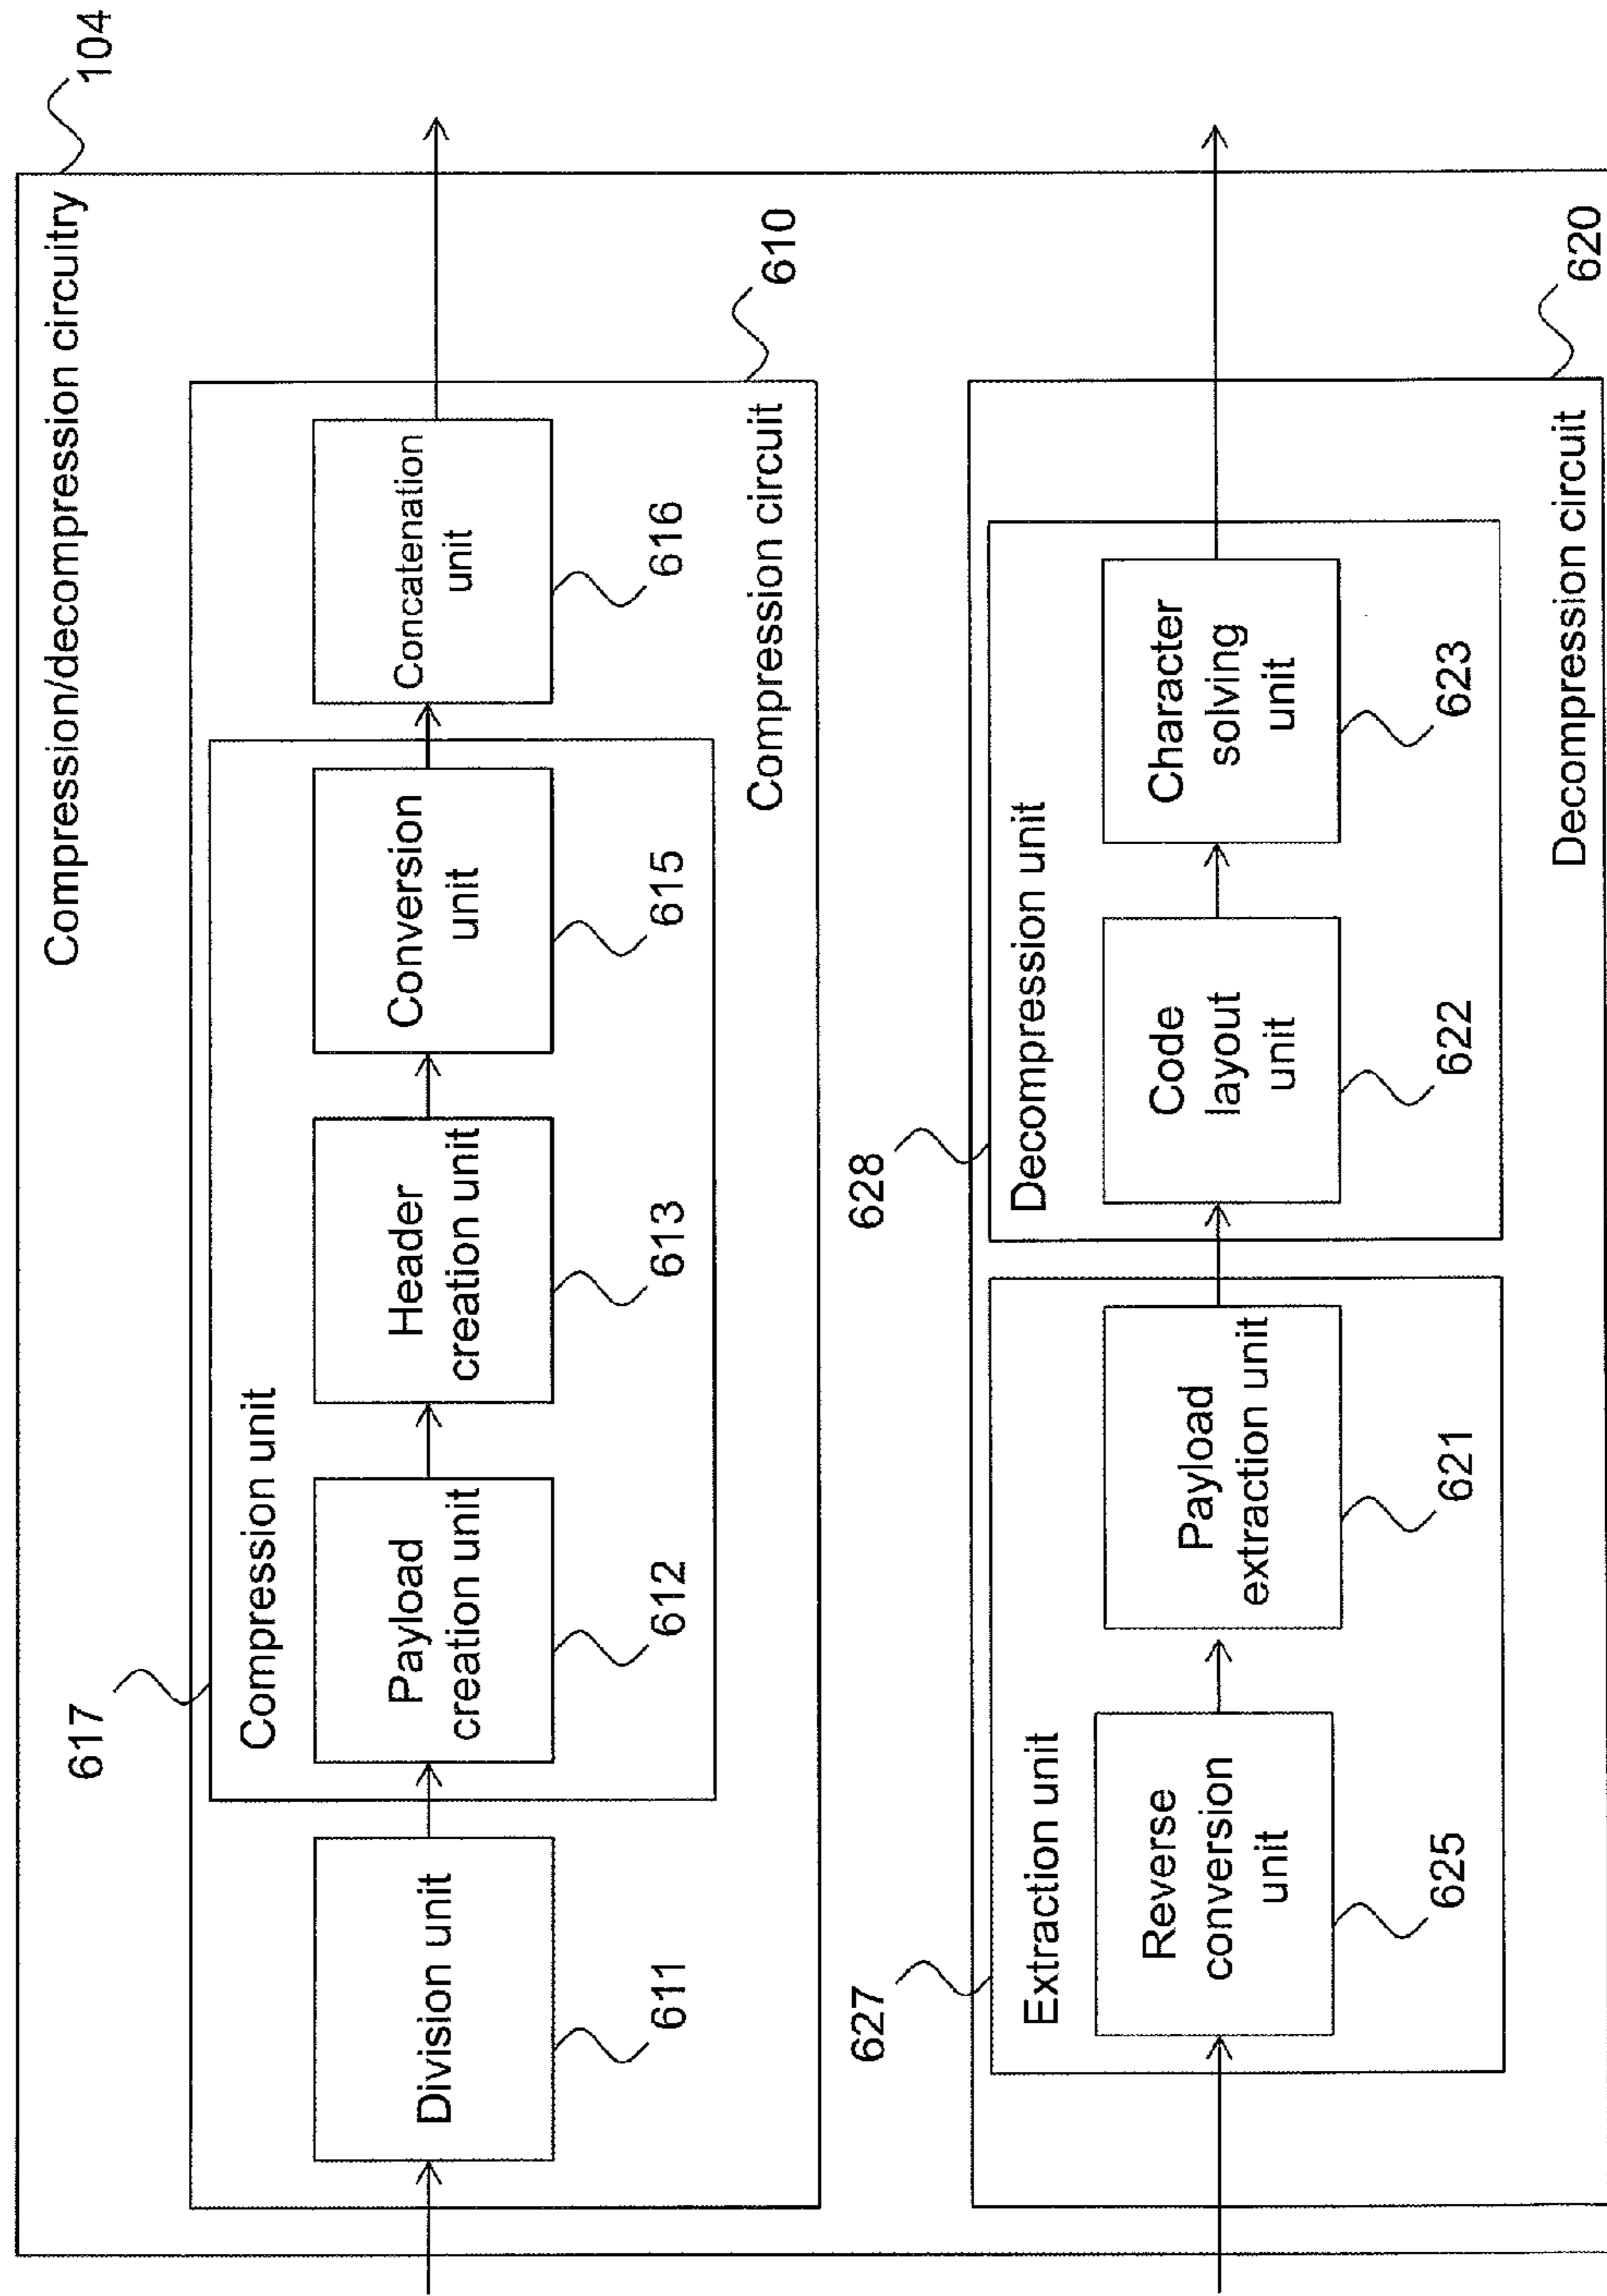 Compression/decompression circuitry
104
617
Compression unit
Division unit
611
Payload
creation unit
612
Header
creation unit
613
Conversion
unit
615
Concatenation
unit
616
Compression circuit
610
627
Extraction unit
Reverse
conversion
unit
625
Payload
extraction unit
621
628
Decompression unit
Code
layout
unit
622
Character
solving
unit
623
Decompression circuit
620